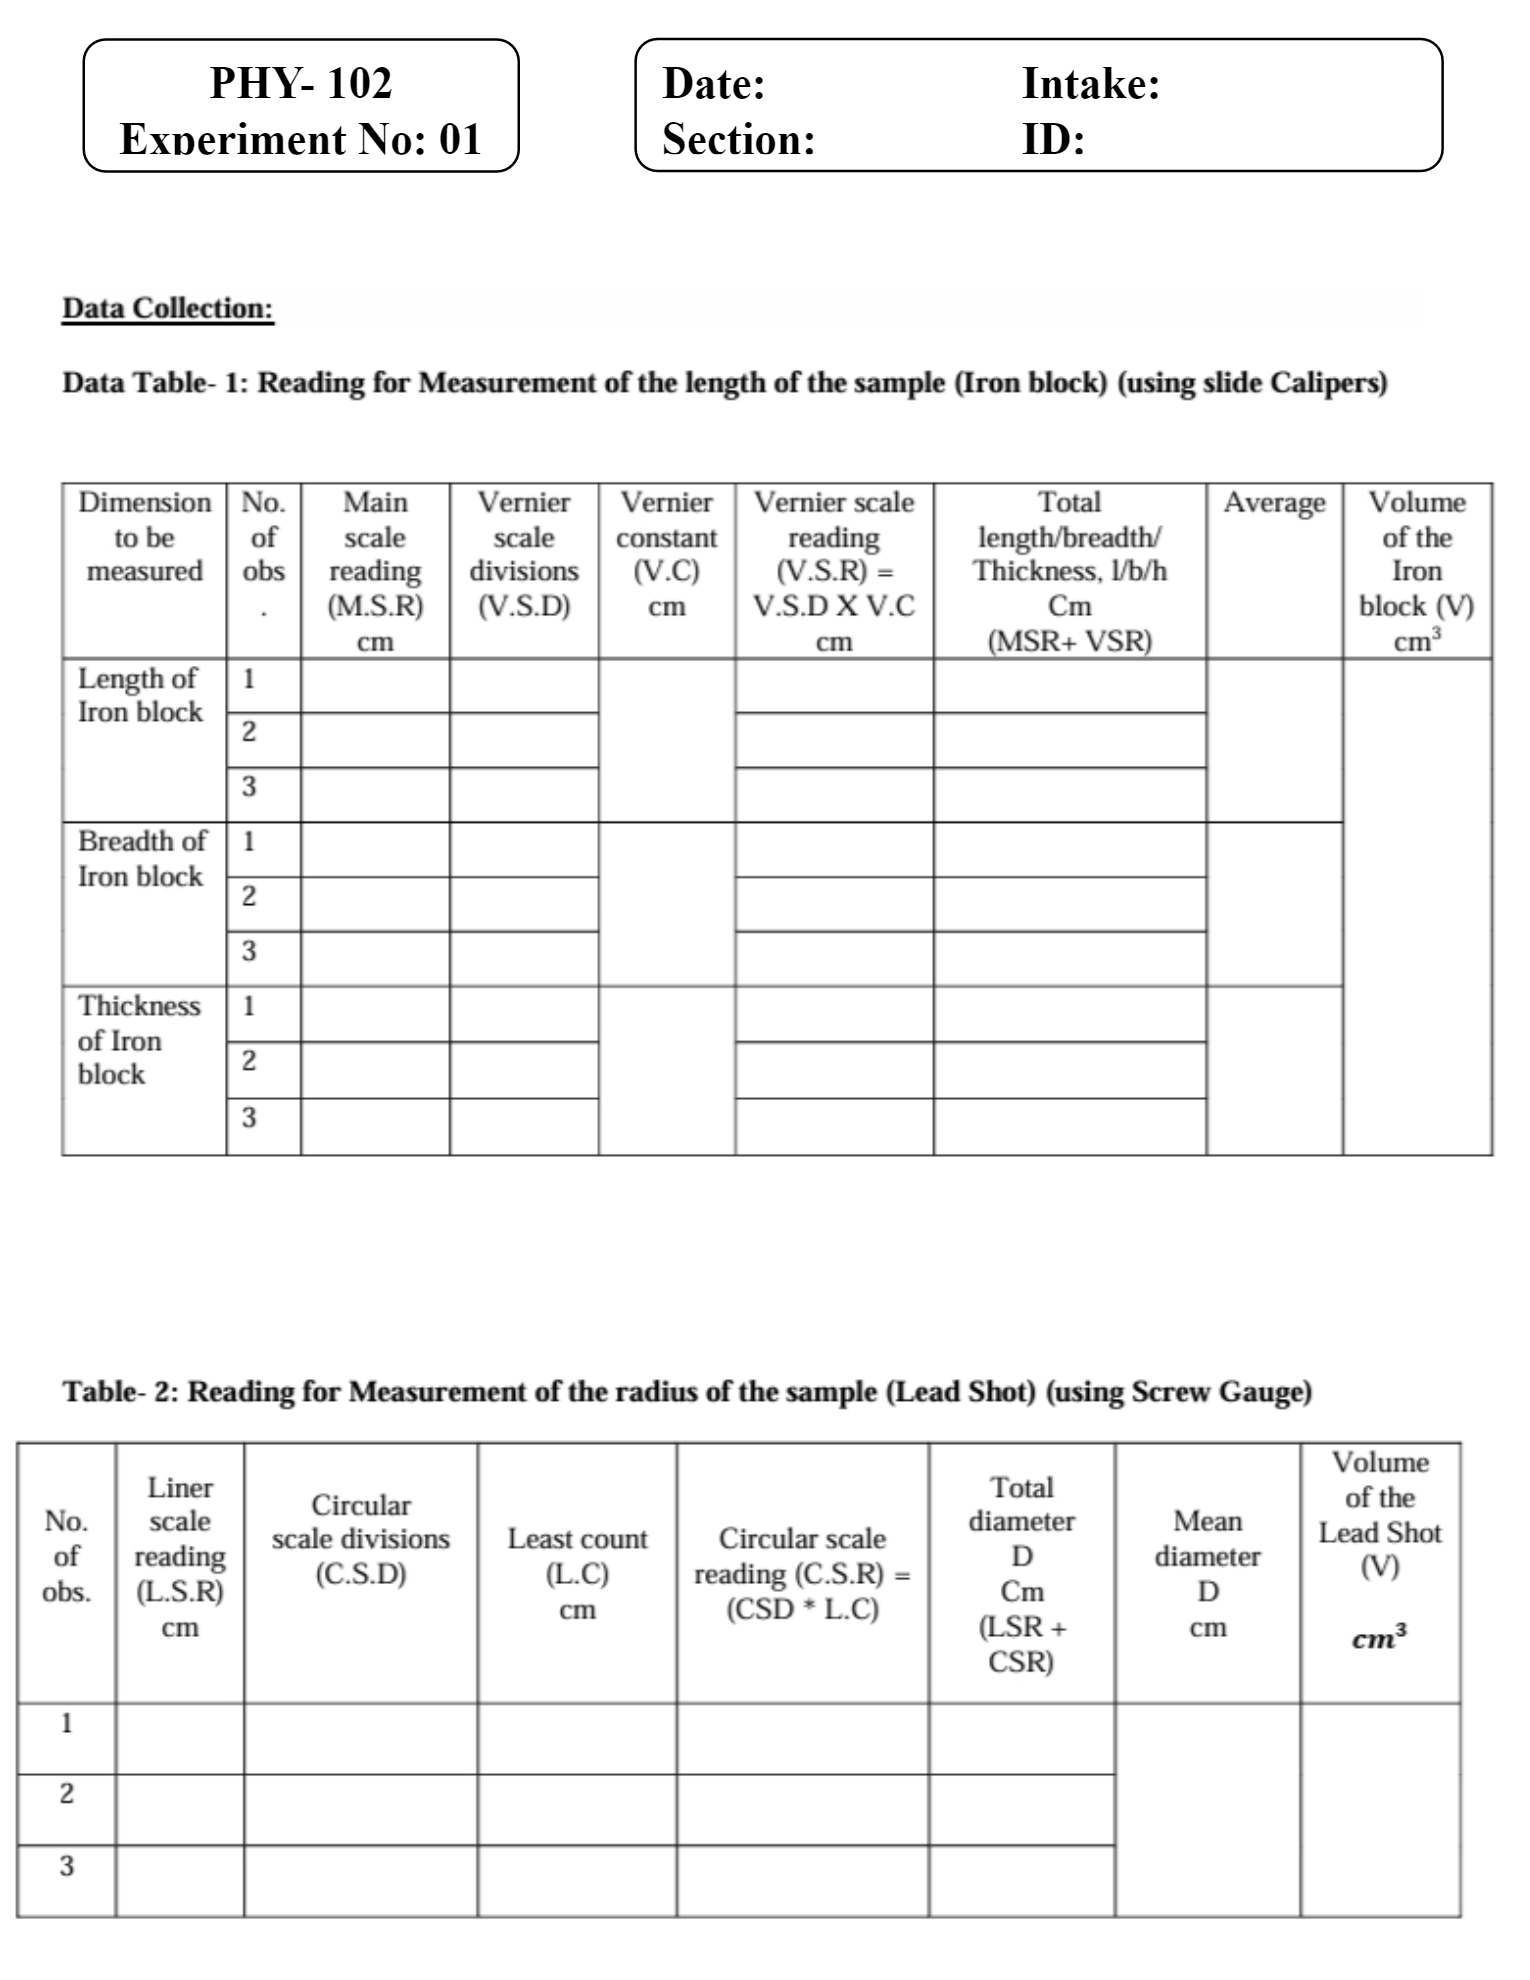 PHY- 102
Experiment No: 01
Date: Intake:
Section: ID:
Data Collection:
Data Table- 1: Reading for Measurement of the length of the sample (Iron block) (using slide Calipers)
Dimension to be measured
No. of obs .
Main scale reading (M.S.R) cm
Vernier scale divisions (V.S.D)
Vernier constant (V.C) cm
Vernier scale reading (V.S.R) = V.S.D X V.C cm
Total length/breadth/ Thickness, l/b/h Cm (MSR+ VSR)
Average
Volume of the Iron block (V) cm³
Length of Iron block
1
2
3
Breadth of Iron block
1
2
3
Thickness of Iron block
1
2
3
Table- 2: Reading for Measurement of the radius of the sample (Lead Shot) (using Screw Gauge)
No. of obs.
Liner scale reading (L.S.R) cm
Circular scale divisions (C.S.D)
Least count (L.C) cm
Circular scale reading (C.S.R) = (CSD * L.C)
Total diameter D Cm (LSR + CSR)
Mean diameter D cm
Volume of the Lead Shot (V) cm³
1
2
3